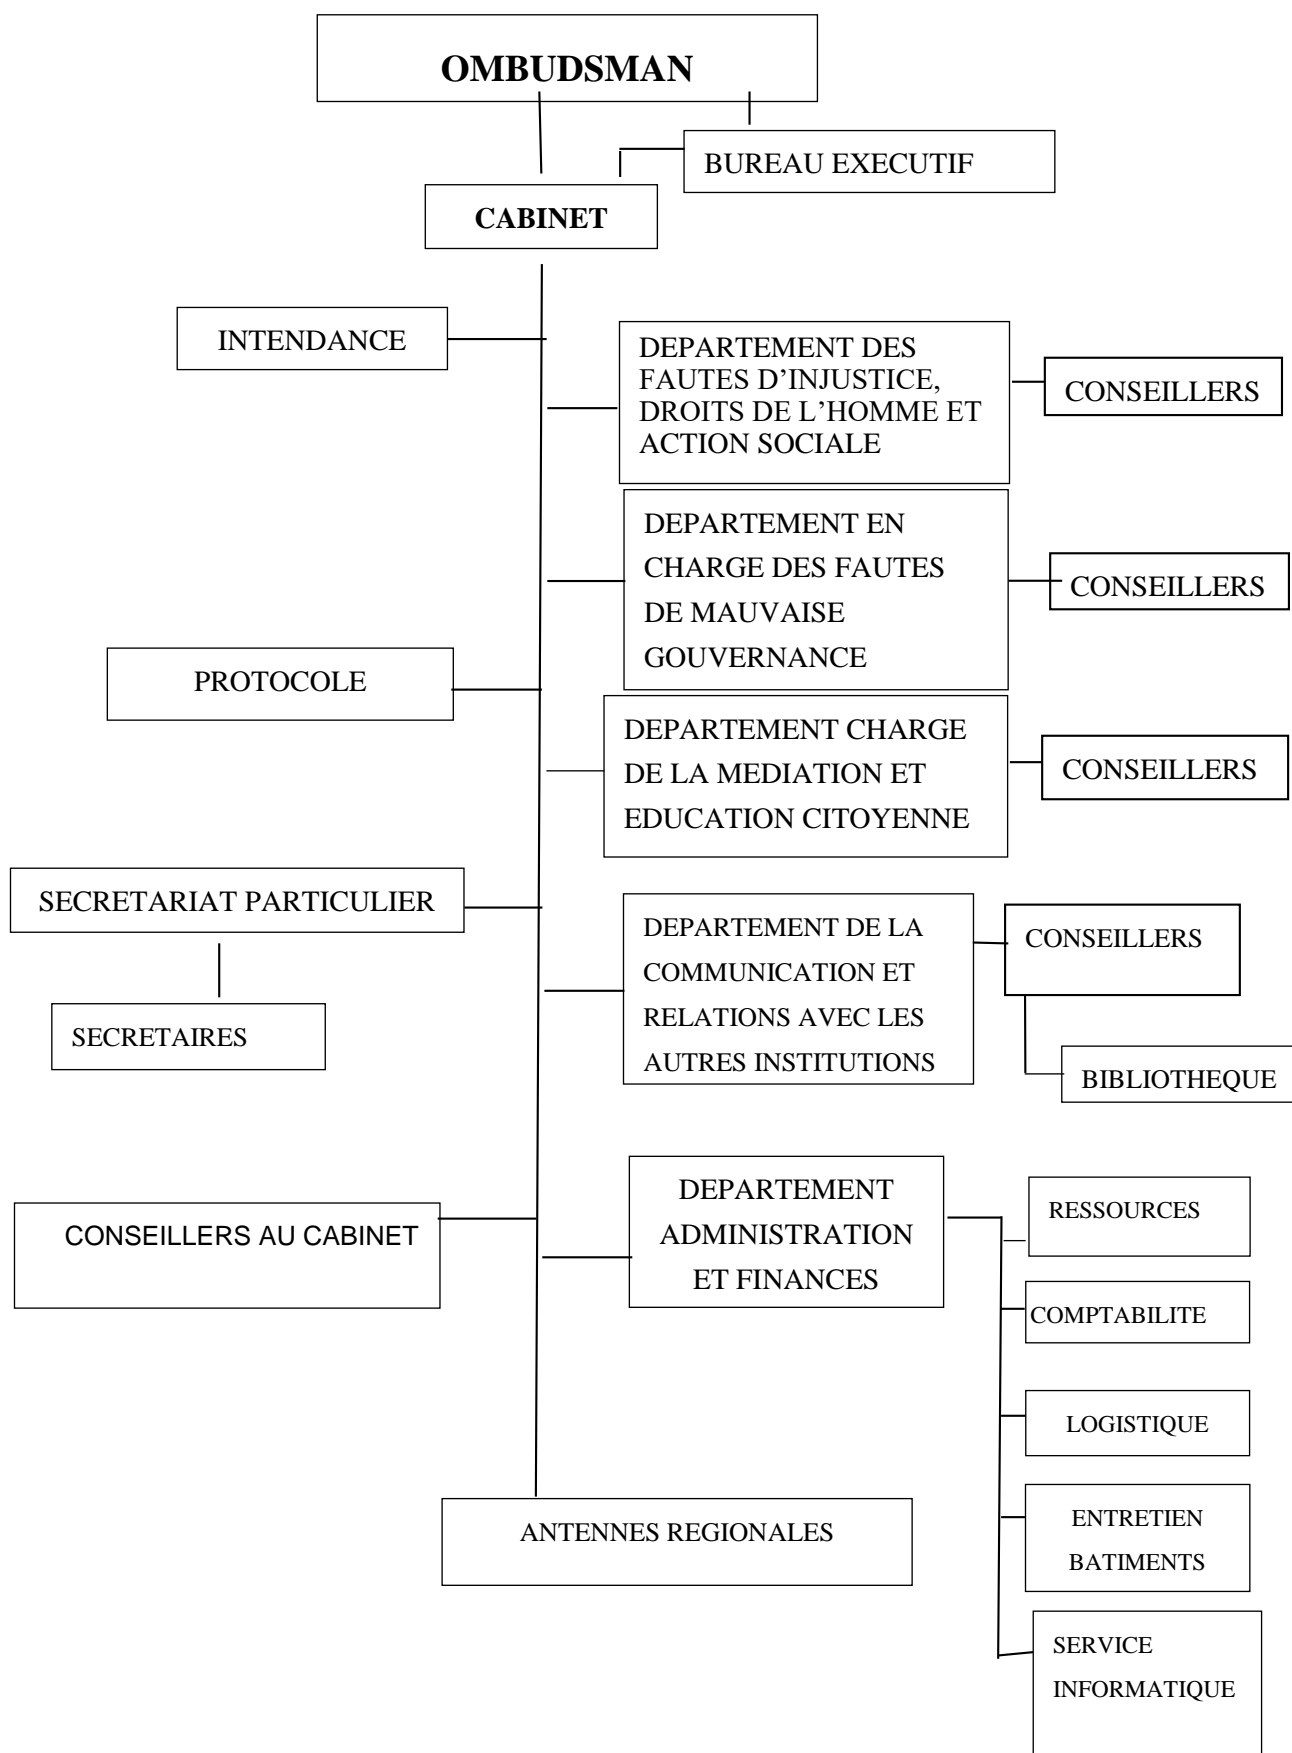 OMBUDSMAN
BUREAU EXECUTIF
CABINET
INTENDANCE
DEPARTEMENT DES
FAUTES D’INJUSTICE,
DROITS DE L’HOMME ET
ACTION SOCIALE
CONSEILLERS
DEPARTEMENT EN
CHARGE DES FAUTES
DE MAUVAISE
GOUVERNANCE
CONSEILLERS
PROTOCOLE
DEPARTEMENT CHARGE
DE LA MEDIATION ET
EDUCATION CITOYENNE
CONSEILLERS
SECRETARIAT PARTICULIER
SECRETAIRES
DEPARTEMENT DE LA
COMMUNICATION ET
RELATIONS AVEC LES
AUTRES INSTITUTIONS
CONSEILLERS
BIBLIOTHEQUE
CONSEILLERS AU CABINET
DEPARTEMENT
ADMINISTRATION
ET FINANCES
RESSOURCES
COMPTABILITE
LOGISTIQUE
ENTRETIEN
BATIMENTS
SERVICE
INFORMATIQUE
ANTENNES REGIONALES